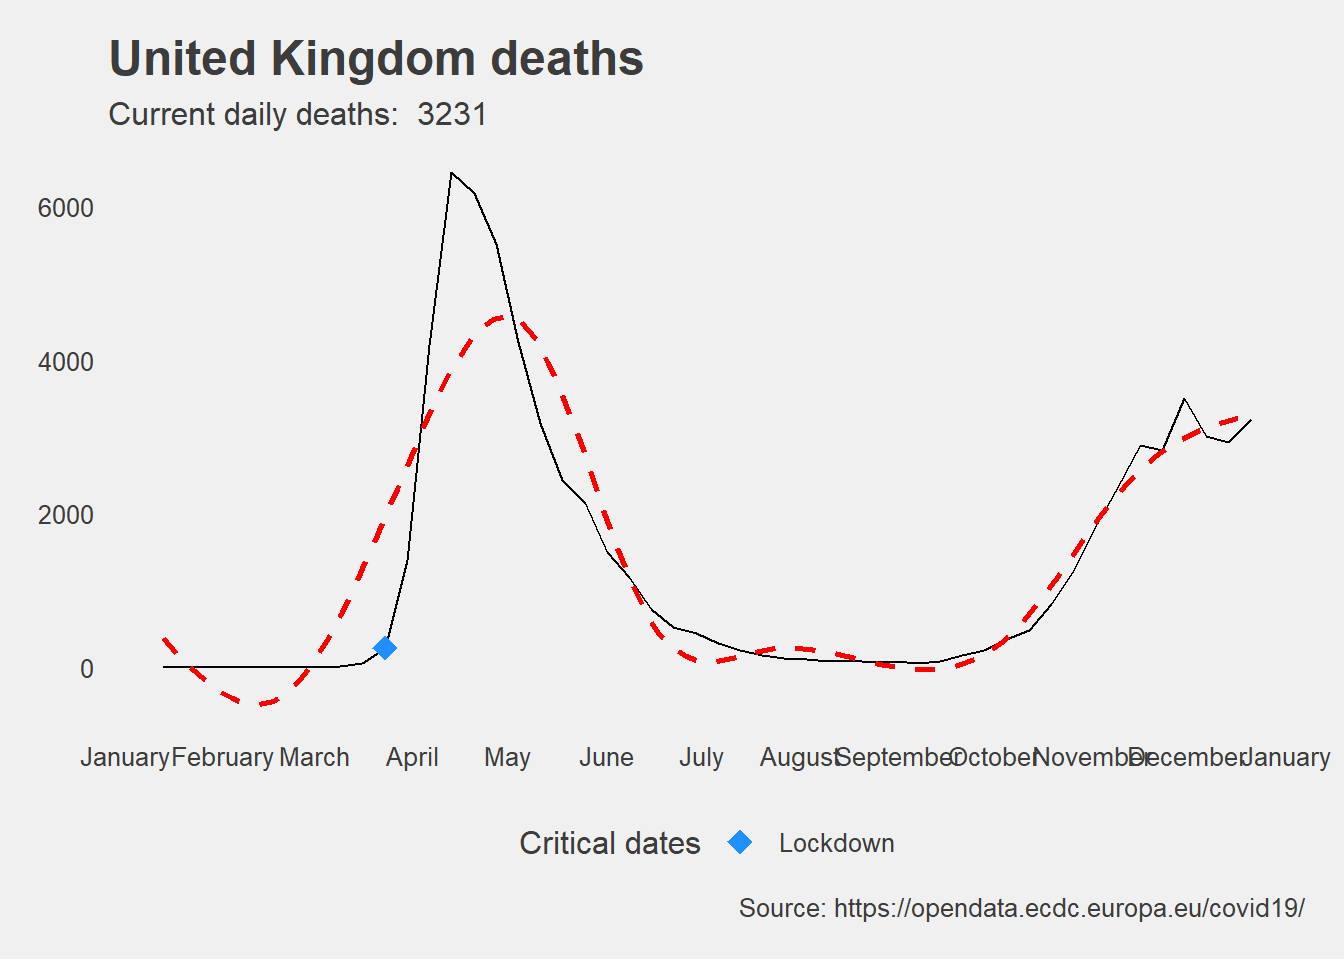 United Kingdom deaths
Current daily deaths:  3231
6000
4000
2000
0
January February March April May June July August September October November December January
Critical dates Lockdown
Source: https://opendata.ecdc.europa.eu/covid19/